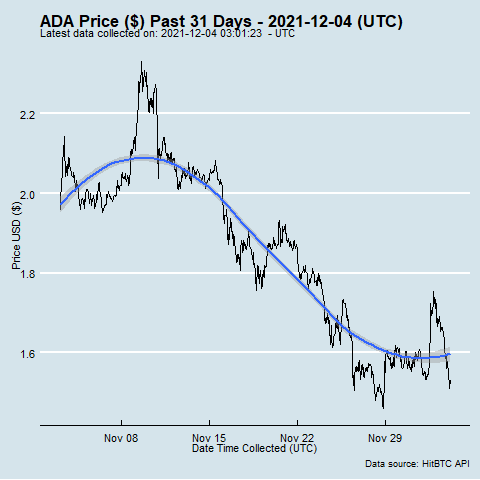 ADA Price ($) Past 31 Days - 2021-12-04 (UTC)
Latest data collected on: 2021-12-04 03:01:23 - UTC
2.2
2.0
1.8
1.6
Price USD ($)
Nov 08 Nov 15 Nov 22 Nov 29
Date Time Collected (UTC)
Data source: HitBTC API